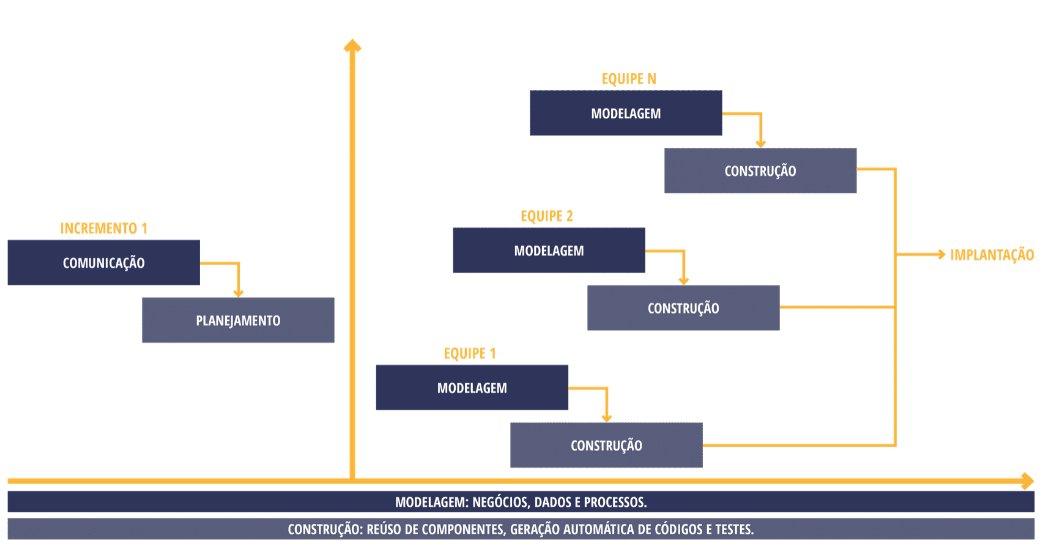 INCREMENTO 1
COMUNICAÇÃO
PLANEJAMENTO
EQUIPE N
MODELAGEM
CONSTRUÇÃO
EQUIPE 2
MODELAGEM
CONSTRUÇÃO
EQUIPE 1
MODELAGEM
CONSTRUÇÃO
IMPLANTAÇÃO
MODELAGEM: NEGÓCIOS, DADOS E PROCESSOS.
CONSTRUÇÃO: REÚSO DE COMPONENTES, GERAÇÃO AUTOMÁTICA DE CÓDIGOS E TESTES.